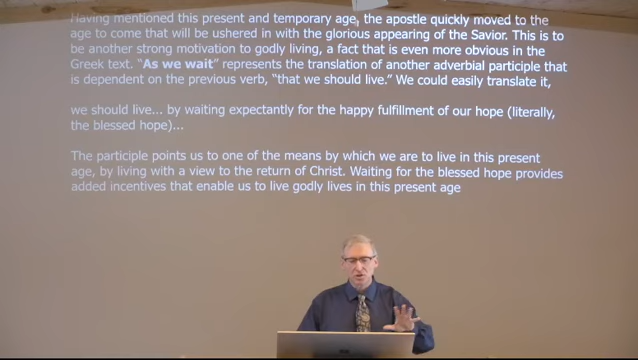 Having mentioned this present and temporary age, the apostle quickly moved to the
age to come that will be ushered in with the glorious appearing of the Savior. This is to
be another strong motivation to godly living, a fact that is even more obvious in the
Greek text. “As we wait” represents the translation of another adverbial participle that
is dependent on the previous verb, “that we should live.” We could easily translate it,
we should live... by waiting expectantly for the happy fulfillment of our hope (literally,
the blessed hope)...
The participle points us to one of the means by which we are to live in this present
age, by living with a view to the return of Christ. Waiting for the blessed hope provides
added incentives that enable us to live godly lives in this present age